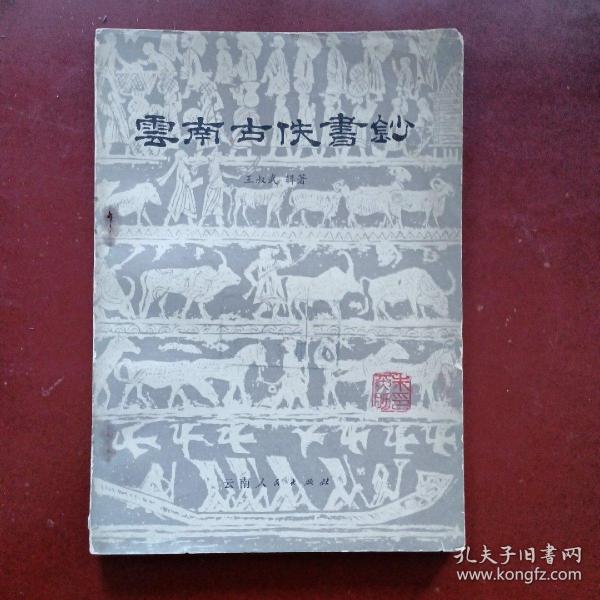 雲南古佚書鈔
王叔武 辑著
云南人民出版社
孔夫子旧书网
www.kongfz.com